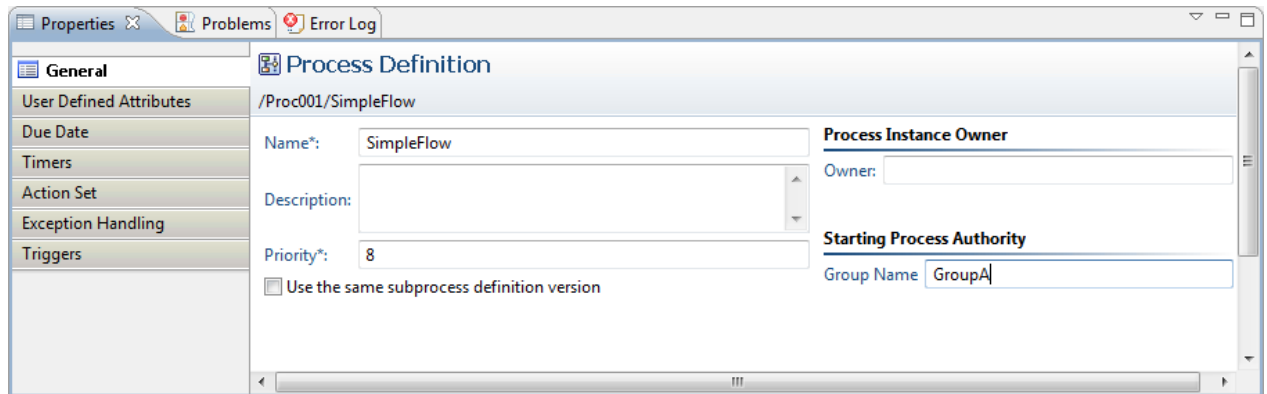 Properties Problems Error Log
General
User Defined Attributes
Due Date
Timers
Action Set
Exception Handling
Triggers
Process Definition
/Proc001/SimpleFlow
Name*: SimpleFlow
Description:
Priority*: 8
Use the same subprocess definition version
Process Instance Owner
Owner:
Starting Process Authority
Group Name GroupA